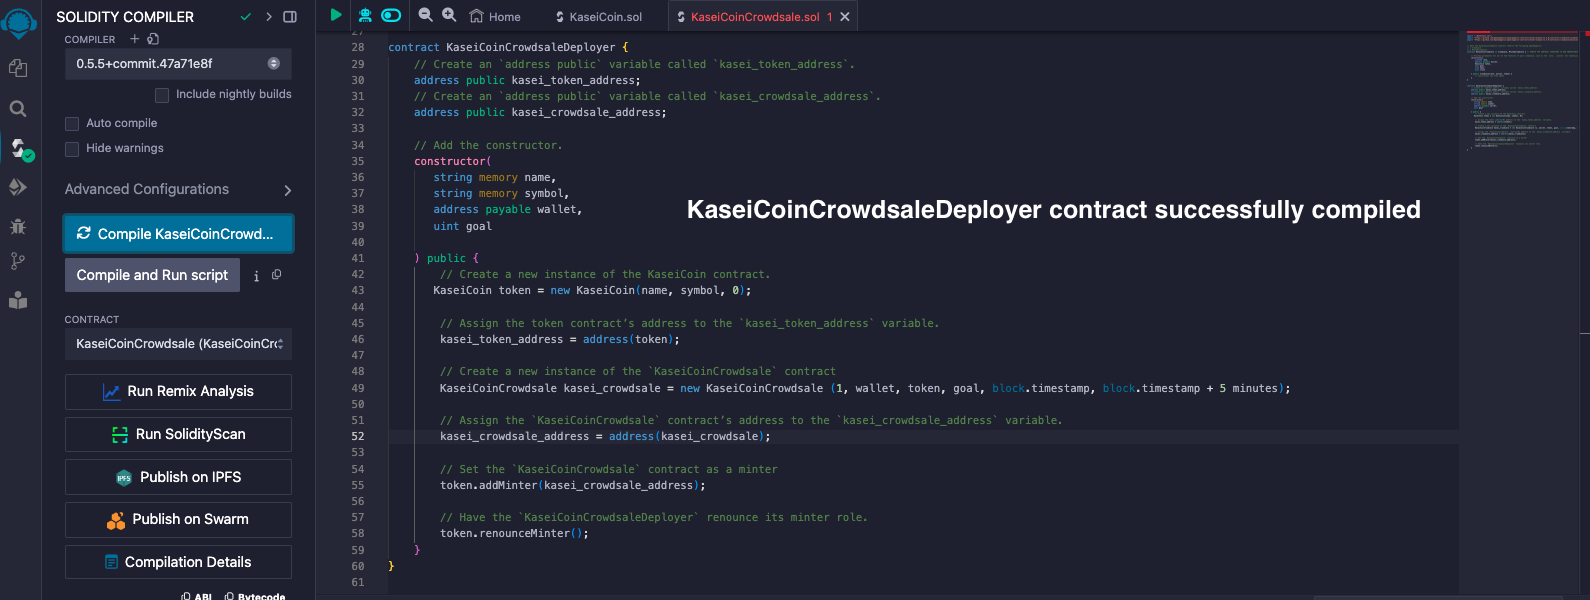 SOLIDITY COMPILER
COMPILER
0.5.5+commit.47a71e8f
Include nightly builds
Auto compile
Hide warnings
Advanced Configurations
Compile KaseiCoinCrowd...
Compile and Run script
i
CONTRACT
KaseiCoinCrowdsale (KaseiCoinCr
Run Remix Analysis
Run SolidityScan
IPFS
Publish on IPFS
Publish on Swarm
Compilation Details
ABI
Bytecode
Home
KaseiCoin.sol
KaseiCoinCrowdsale.sol 1
27
28 contract KaseiCoinCrowdsaleDeployer {
29 // Create an `address public` variable called `kasei_token_address`.
30 address public kasei_token_address;
31 // Create an `address public` variable called `kasei_crowdsale_address`.
32 address public kasei_crowdsale_address;
33
34 // Add the constructor.
35 constructor(
36 string memory name,
37 string memory symbol,
38 address payable wallet,
39 uint goal
40
41 ) public {
42 // Create a new instance of the KaseiCoin contract.
43 KaseiCoin token = new KaseiCoin(name, symbol, 0);
44
45 // Assign the token contract’s address to the `kasei_token_address` variable.
46 kasei_token_address = address(token);
47
48 // Create a new instance of the `KaseiCoinCrowdsale` contract
49 KaseiCoinCrowdsale kasei_crowdsale = new KaseiCoinCrowdsale (1, wallet, token, goal, block.timestamp, block.timestamp + 5 minutes);
50
51 // Assign the `KaseiCoinCrowdsale` contract’s address to the `kasei_crowdsale_address` variable.
52 kasei_crowdsale_address = address(kasei_crowdsale);
53
54 // Set the `KaseiCoinCrowdsale` contract as a minter
55 token.addMinter(kasei_crowdsale_address);
56
57 // Have the `KaseiCoinCrowdsaleDeployer` renounce its minter role.
58 token.renounceMinter();
59 }
60 }
61
KaseiCoinCrowdsaleDeployer contract successfully compiled